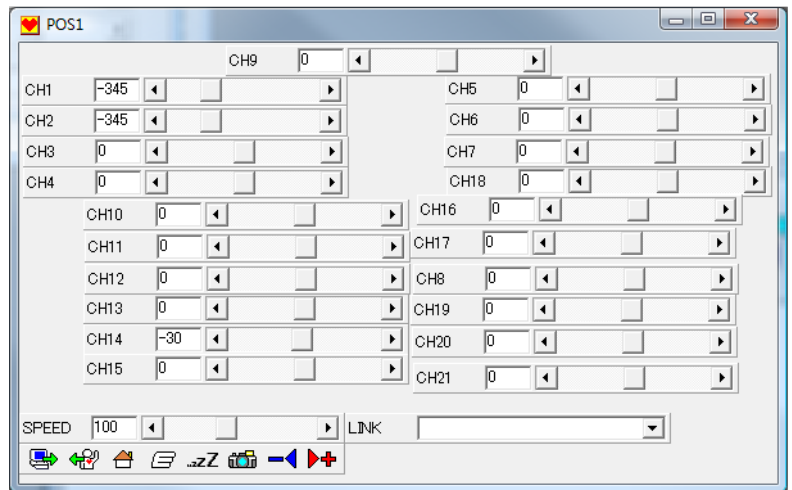 POS1
CH9 0
CH1 -345
CH5 0
CH2 -345
CH6 0
CH3 0
CH7 0
CH4 0
CH18 0
CH10 0
CH16 0
CH11 0
CH17 0
CH12 0
CH8 0
CH13 0
CH19 0
CH14 -30
CH20 0
CH15 0
CH21 0
SPEED 100
LINK
..zZ